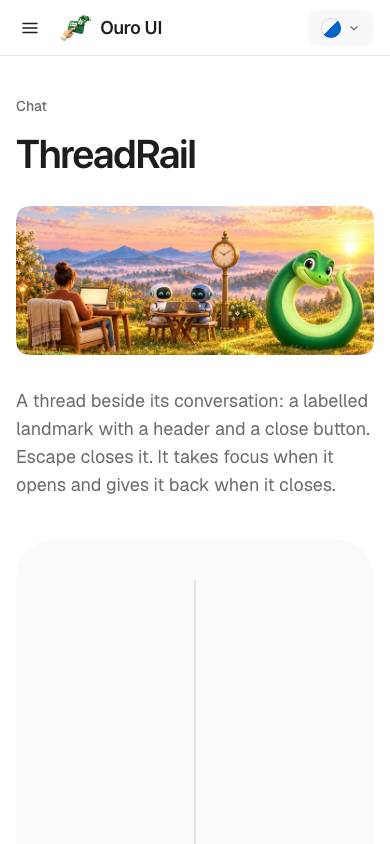 Ouro UI
Chat
ThreadRail
A thread beside its conversation: a labelled
landmark with a header and a close button.
Escape closes it. It takes focus when it
opens and gives it back when it closes.